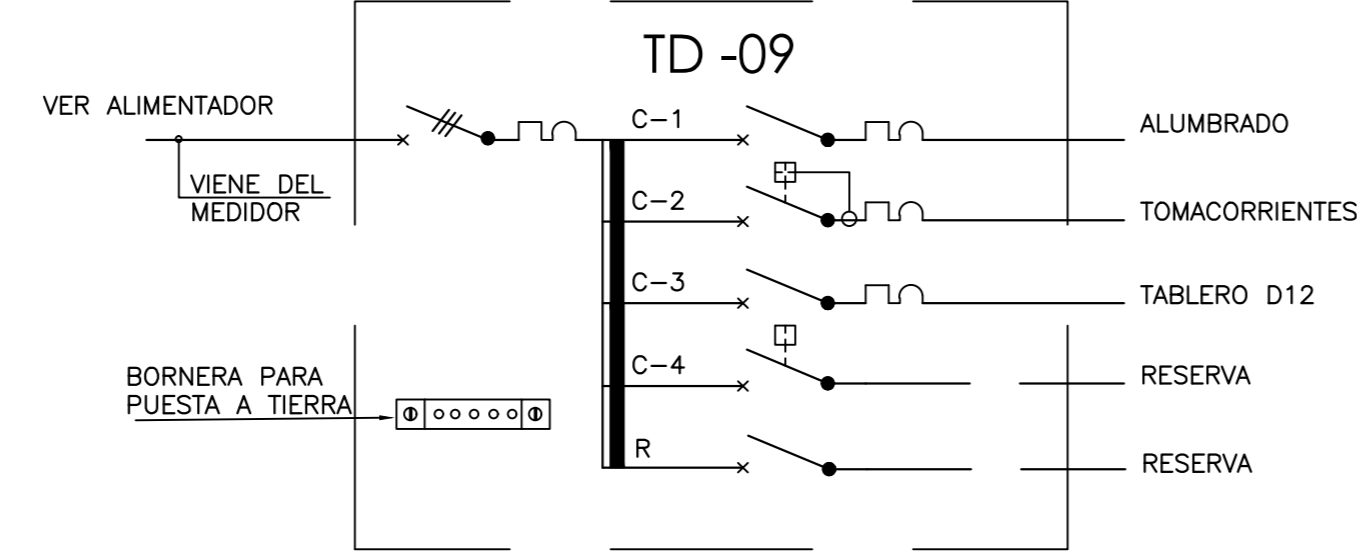 TD -09
VER ALIMENTADOR
VIENE DEL
MEDIDOR
C-1
ALUMBRADO
C-2
TOMACORRIENTES
C-3
TABLERO D12
C-4
RESERVA
BORNERA PARA
PUESTA A TIERRA
R
RESERVA